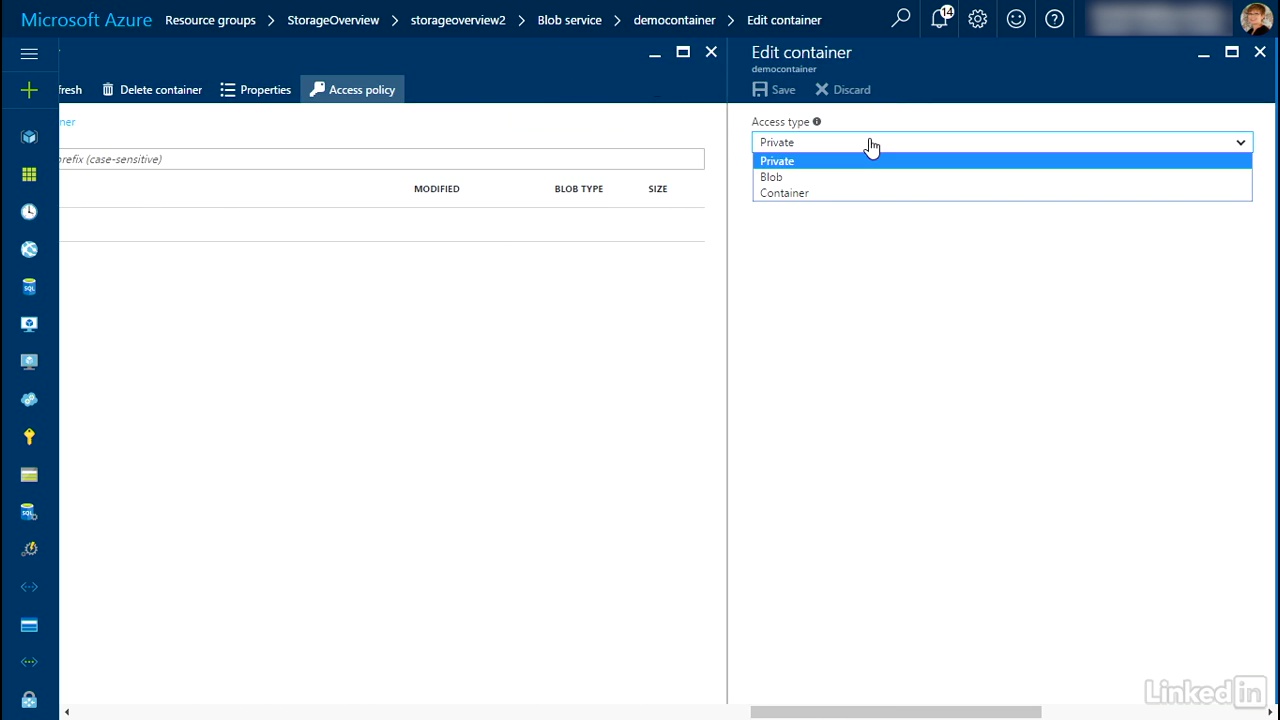 Microsoft Azure Resource groups > StorageOverview > storageoverview2 > Blob service > democontainer > Edit container
14
Edit container
democontainer
fresh Delete container Properties Access policy
Save Discard
ner
Access type
prefix (case-sensitive)
Private
MODIFIED BLOB TYPE SIZE
Private
Blob
Container
SQL
SQL
LinkedIn